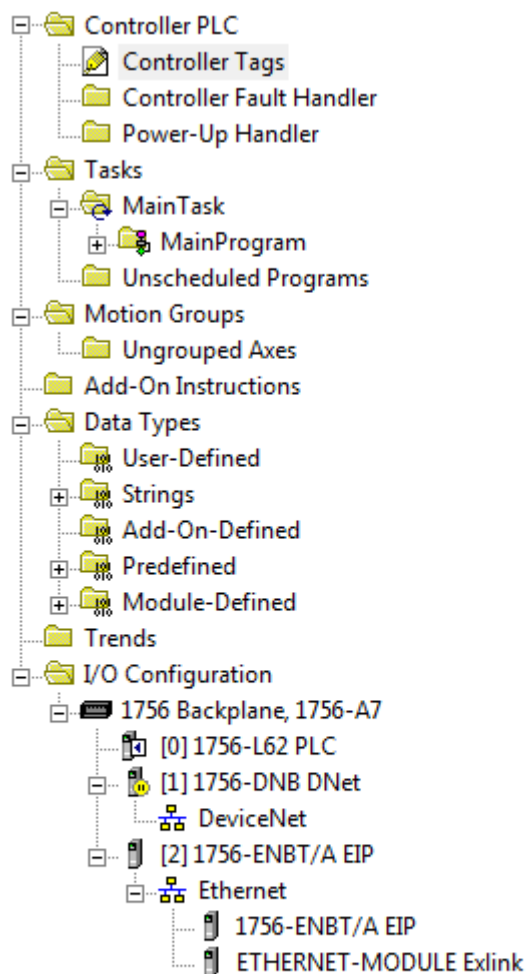 Controller PLC
Controller Tags
Controller Fault Handler
Power-Up Handler
Tasks
MainTask
MainProgram
Unscheduled Programs
Motion Groups
Ungrouped Axes
Add-On Instructions
Data Types
User-Defined
Strings
Add-On-Defined
Predefined
Module-Defined
Trends
I/O Configuration
1756 Backplane, 1756-A7
[0] 1756-L62 PLC
[1] 1756-DNB DNet
DeviceNet
[2] 1756-ENBT/A EIP
Ethernet
1756-ENBT/A EIP
ETHERNET-MODULE Exlink